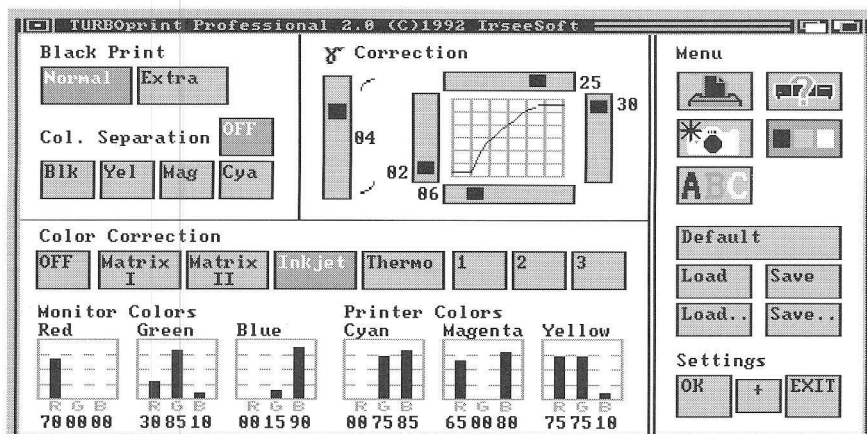 TURBOprint Professional 2.0 (C)1992 IrseeSoft
Black Print
Normal Extra
Col. Separation OFF
Blk Yel Mag Cya
γ Correction
25
30
04
02
06
Color Correction
OFF Matrix I Matrix II Inkjet Thermo 1 2 3
Monitor Colors
Red Green Blue
R G B R G B R G B
70 00 00 30 85 10 00 15 90
Printer Colors
Cyan Magenta Yellow
R G B R G B R G B
00 75 85 65 00 80 75 75 10
Menu
?
ABC
Default
Load Save
Load.. Save..
Settings
OK + EXIT